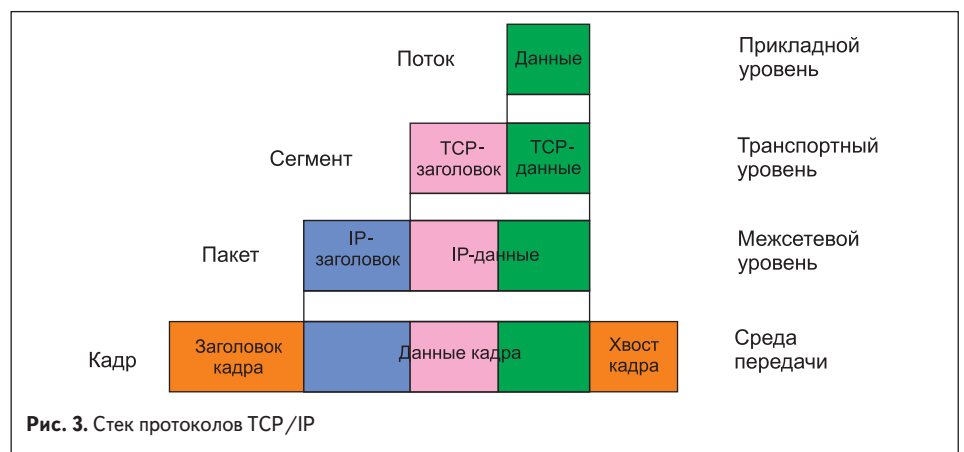 Поток
Данные
Прикладной
уровень
Сегмент
TCP-
заголовок
TCP-
данные
Транспортный
уровень
Пакет
IP-
заголовок
IP-данные
Межсетевой
уровень
Кадр
Заголовок
кадра
Данные кадра
Хвост
кадра
Среда
передачи
Рис. 3. Стек протоколов TCP/IP